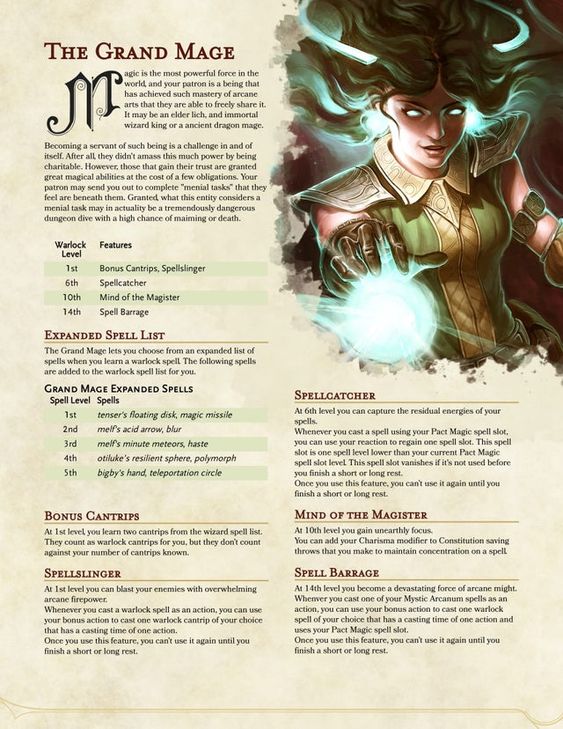 The Grand Mage
Magic is the most powerful force in the
world, and your patron is a being that
has achieved such mastery of arcane
arts that they are able to freely share it.
It may be an elder lich, and immortal
wizard king or a ancient dragon mage.
Becoming a servant of such being is a challenge in and of
itself. After all, they didn't amass this much power by being
charitable. However, those that gain their trust are granted
great magical abilities at the cost of a few obligations. Your
patron may send you out to complete "menial tasks" that they
feel are beneath them. Granted, what this entity considers a
menial task may in actuality be a tremendously dangerous
dungeon dive with a high chance of maiming or death.
Warlock Level Features
1st Bonus Cantrips, Spellslinger
6th Spellcatcher
10th Mind of the Magister
14th Spell Barrage
Expanded Spell List
The Grand Mage lets you choose from an expanded list of
spells when you learn a warlock spell. The following spells
are added to the warlock spell list for you.
Grand Mage Expanded Spells
Spell Level Spells
1st tenser's floating disk, magic missile
2nd melf's acid arrow, blur
3rd melf's minute meteors, haste
4th otiluke's resilient sphere, polymorph
5th bigby's hand, teleportation circle
Bonus Cantrips
At 1st level, you learn two cantrips from the wizard spell list.
They count as warlock cantrips for you, but they don't count
against your number of cantrips known.
Spellslinger
At 1st level you can blast your enemies with overwhelming
arcane firepower.
Whenever you cast a warlock spell as an action, you can use
your bonus action to cast one warlock cantrip of your choice
that has a casting time of one action.
Once you use this feature, you can't use it again until you
finish a short or long rest.
Spellcatcher
At 6th level you can capture the residual energies of your
spells.
Whenever you cast a spell using your Pact Magic spell slot,
you can use your reaction to regain one spell slot. This spell
slot is one spell level lower than your current Pact Magic
spell slot level. This spell slot vanishes if it's not used before
you finish a short or long rest.
Once you use this feature, you can't use it again until you
finish a short or long rest.
Mind of the Magister
At 10th level you gain unearthly focus.
You can add your Charisma modifier to Constitution saving
throws that you make to maintain concentration on a spell.
Spell Barrage
At 14th level you become a devastating force of arcane might.
Whenver you cast one of your Mystic Arcanum spells as an
action, you can use your bonus action to cast one warlock
spell of your choice that has a casting time of one action and
uses your Pact Magic spell slot.
Once you use this feature, you can't use it again until you
finish a short or long rest.